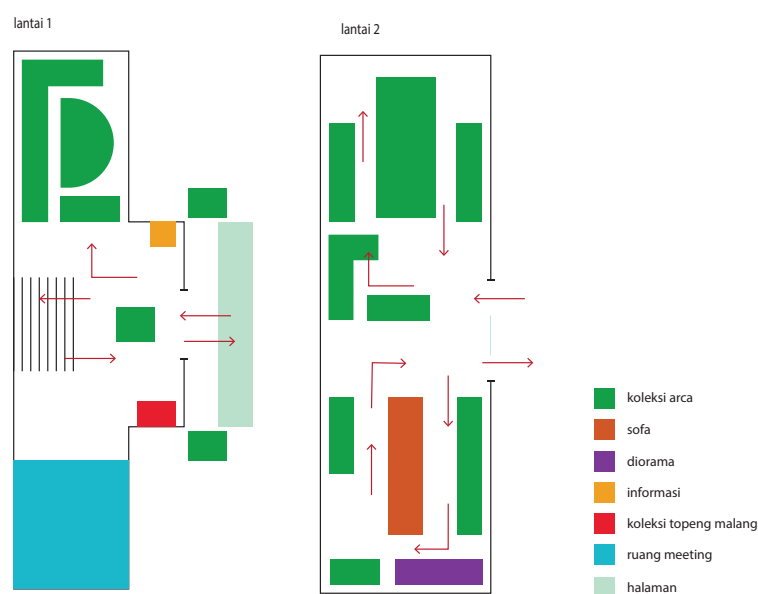 lantai 1
lantai 2
koleksi arca
sofa
diorama
informasi
koleksi topeng malang
ruang meeting
halaman